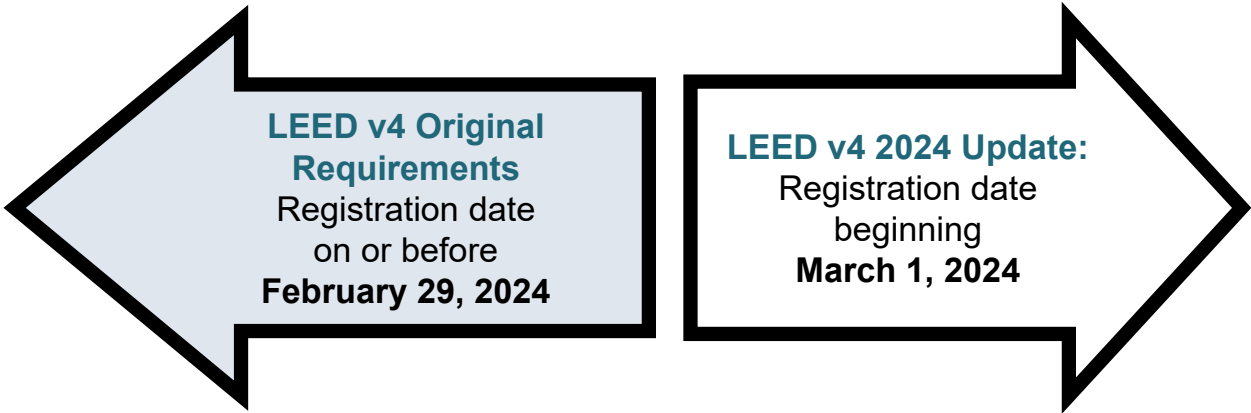 LEED v4 Original
Requirements
Registration date
on or before
February 29, 2024
LEED v4 2024 Update:
Registration date
beginning
March 1, 2024